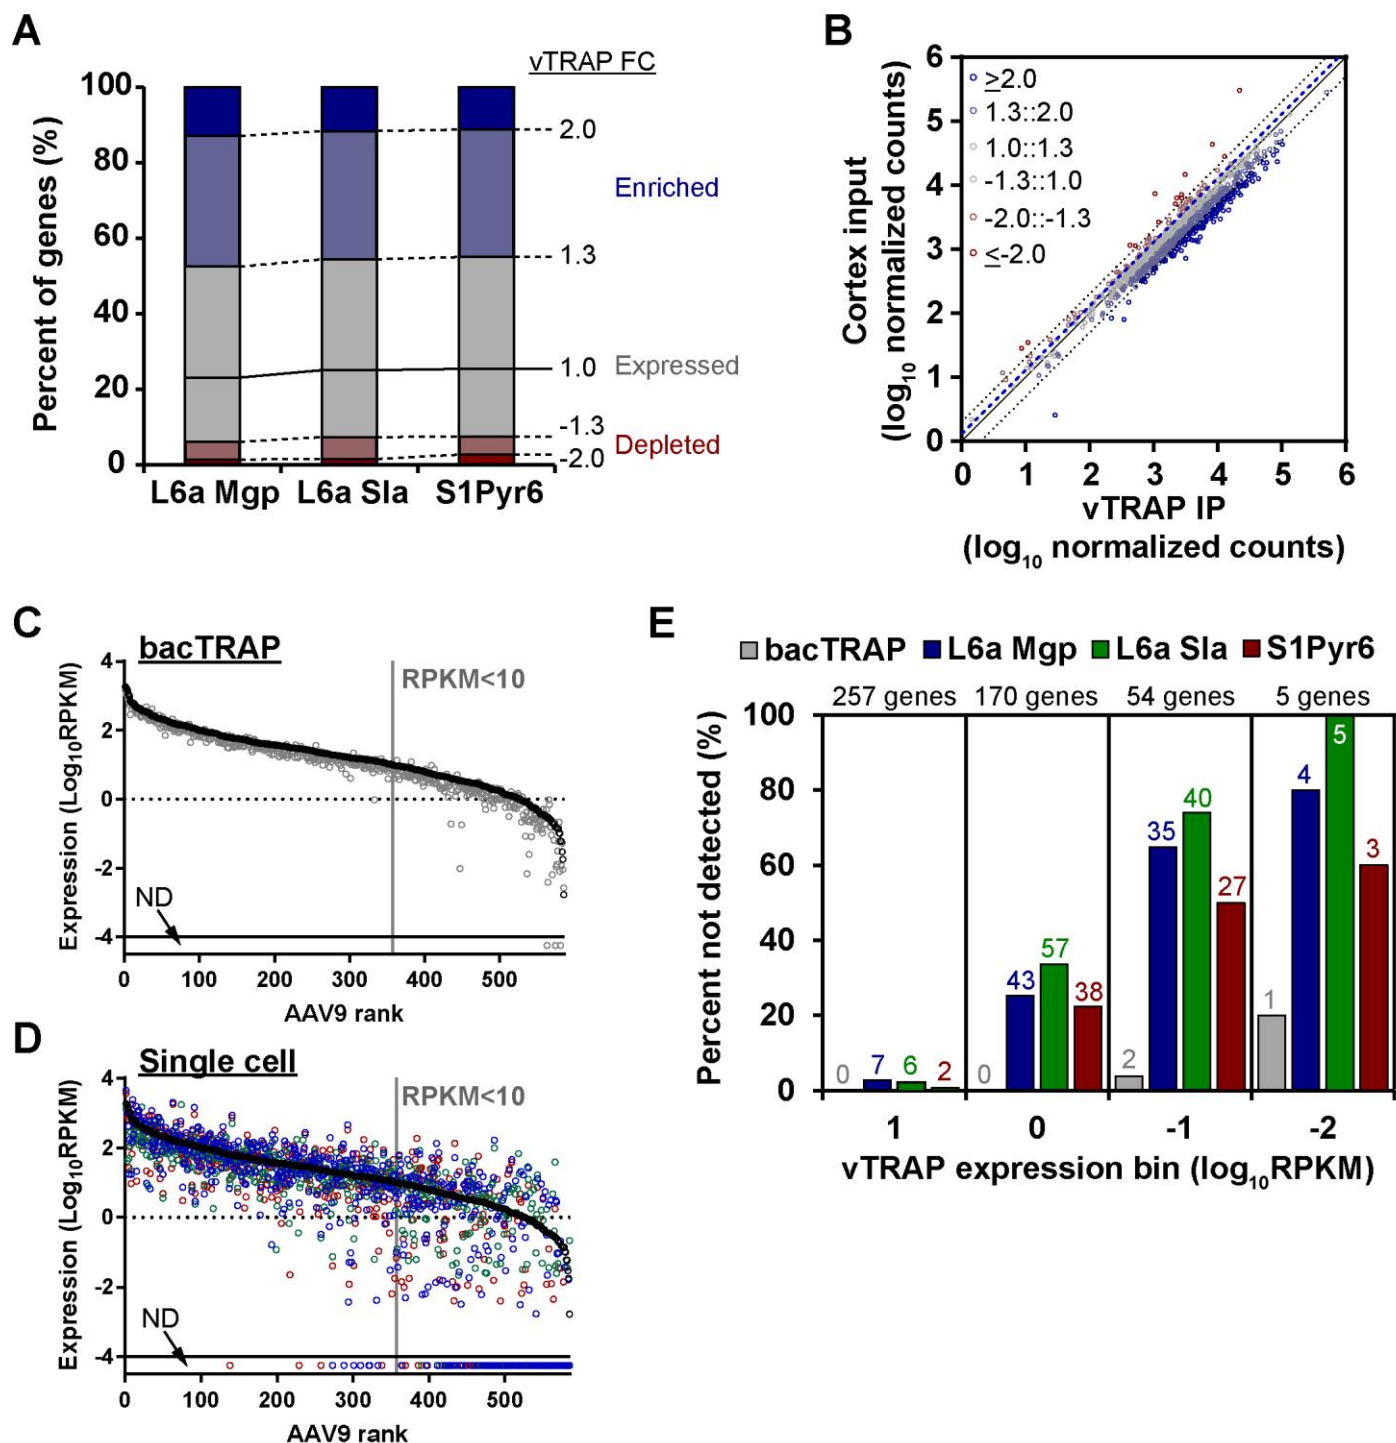 A
vTRAP FC
Percent of genes (%)
100
80
60
40
20
0
2.0
Enriched
1.3
1.0
Expressed
-1.3
Depleted
-2.0
L6a Mgp
L6a Sla
S1Pyr6
B
Cortex input
(log10 normalized counts)
6
5
4
3
2
1
0
≥2.0
1.3::2.0
1.0::1.3
-1.3::1.0
-2.0::-1.3
≤-2.0
0 1 2 3 4 5 6
vTRAP IP
(log10 normalized counts)
C
bacTRAP
Expression (Log10RPKM)
4
2
0
-2
-4
RPKM<10
ND
0 100 200 300 400 500
AAV9 rank
D
Single cell
Expression (Log10RPKM)
4
2
0
-2
-4
RPKM<10
ND
0 100 200 300 400 500
AAV9 rank
E
bacTRAP L6a Mgp L6a Sla S1Pyr6
257 genes 170 genes 54 genes 5 genes
Percent not detected (%)
100
80
60
40
20
0
0 7 6 2
0 43 57 38
2 35 40 27
1 4 5 3
1 0 -1 -2
vTRAP expression bin (log10RPKM)